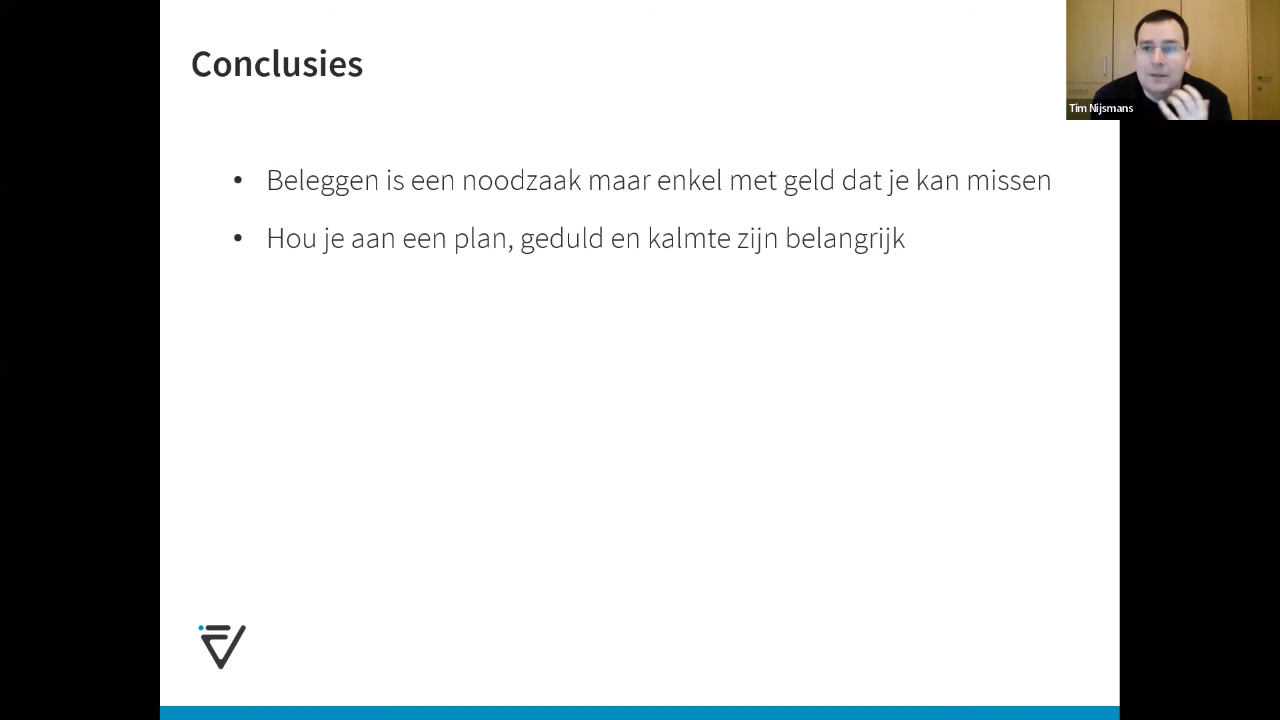 Conclusies
Tim Nijsmans
• Beleggen is een noodzaak maar enkel met geld dat je kan missen
• Hou je aan een plan, geduld en kalmte zijn belangrijk